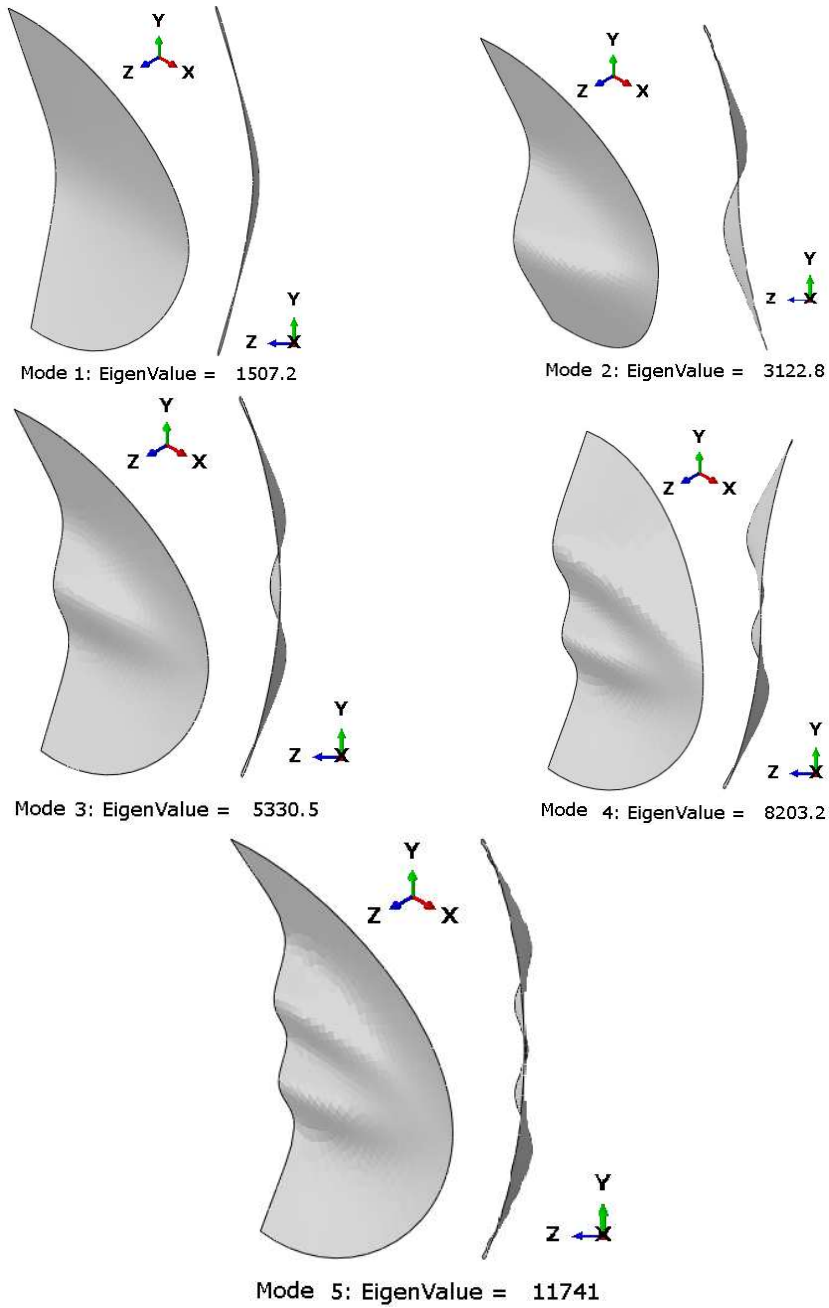 Y
Z X
Y
Z X
Y
Z X
Y
Z X
Mode 1: EigenValue = 1507.2
Mode 2: EigenValue = 3122.8
Y
Z X
Y
Z X
Y
Z X
Y
Z X
Mode 3: EigenValue = 5330.5
Mode 4: EigenValue = 8203.2
Y
Z X
Y
Z X
Mode 5: EigenValue = 11741